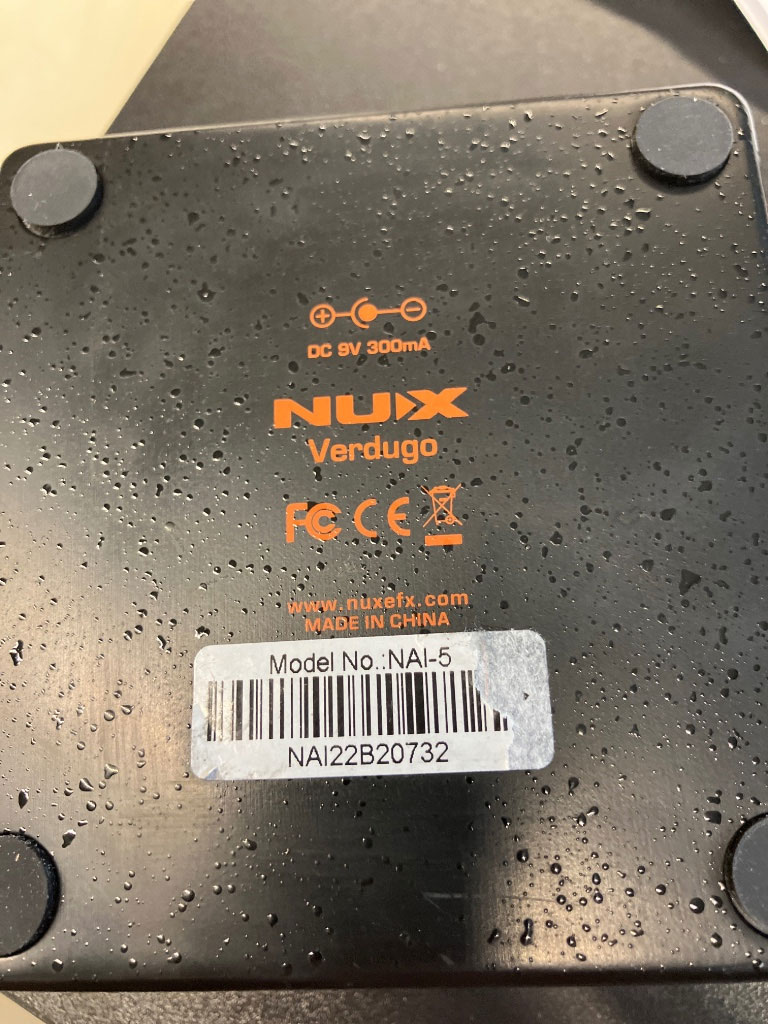 DC 9V 300mA
NUX
Verdugo
FC CE
www.nuxefx.com
MADE IN CHINA
Model No.:NAI-5
NAI22B20732